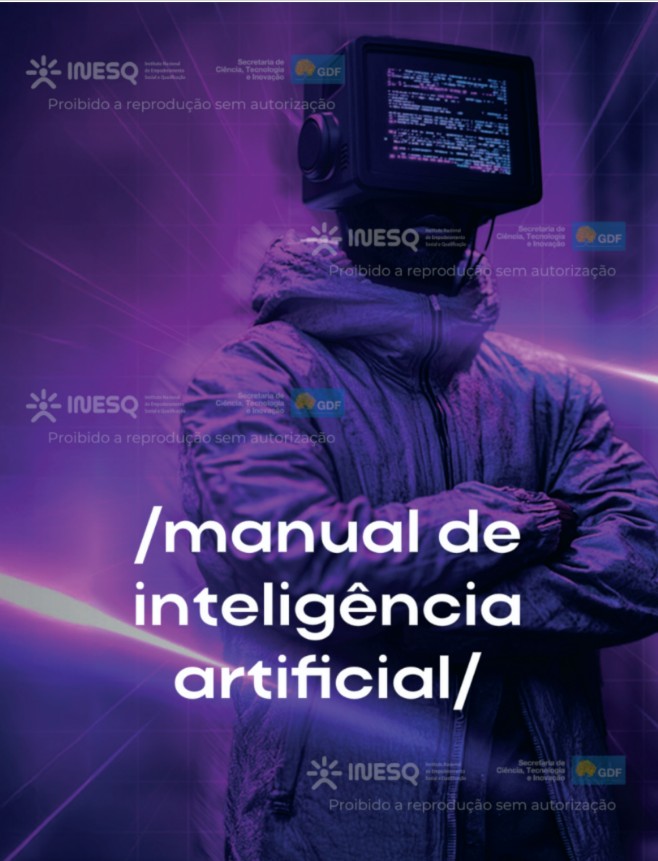 INESQ
Secretaria de
Ciência, Tecnologia
e Inovação
GDF
Proibido a reprodução sem autorização
INESQ
Secretaria de
Ciência, Tecnologia
e Inovação
GDF
Proibido a reprodução sem autorização
INESQ
Secretaria de
Ciência, Tecnologia
e Inovação
GDF
Proibido a reprodução sem autorização
/manual de
inteligência
artificial/
INESQ
Secretaria de
Ciência, Tecnologia
e Inovação
GDF
Proibido a reprodução sem autorização